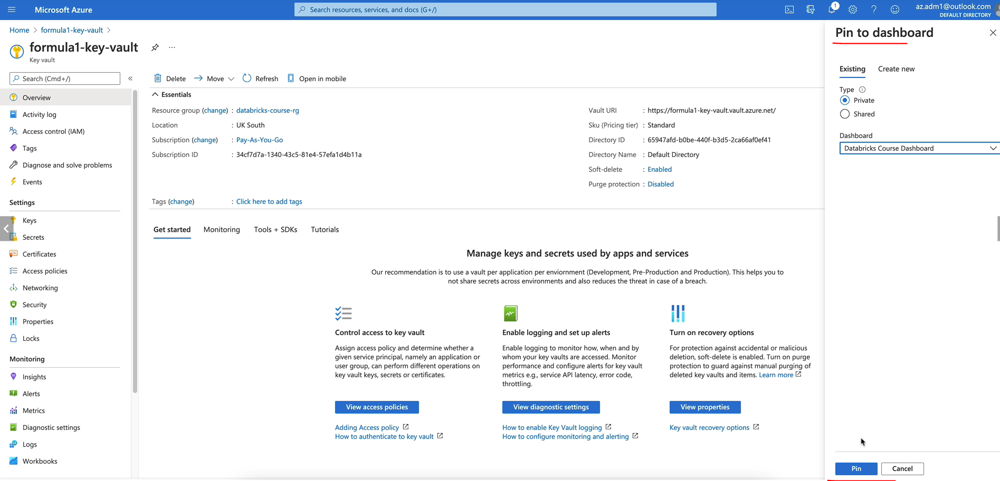 Microsoft Azure
Search resources, services, and docs (G+/)
1
az.adm1@outlook.com
DEFAULT DIRECTORY
Home > formula1-key-vault >
formula1-key-vault
Key vault
Search (Cmd+/)
Overview
Activity log
Access control (IAM)
Tags
Diagnose and solve problems
Events
Settings
Keys
Secrets
Certificates
Access policies
Networking
Security
Properties
Locks
Monitoring
Insights
Alerts
Metrics
Diagnostic settings
Logs
Workbooks
Delete
Move
Refresh
Open in mobile
Essentials
Resource group (change) : databricks-course-rg
Location : UK South
Subscription (change) : Pay-As-You-Go
Subscription ID : 34cf7d7a-1340-43c5-81e4-57efa1d4b11a
Vault URI : https://formula1-key-vault.vault.azure.net/
Sku (Pricing tier) : Standard
Directory ID : 65947afd-b0be-440f-b3d5-2ca66af0ef41
Directory Name : Default Directory
Soft-delete : Enabled
Purge protection : Disabled
Tags (change) : Click here to add tags
Get started
Monitoring
Tools + SDKs
Tutorials
Manage keys and secrets used by apps and services
Our recommendation is to use a vault per application per enviornment (Development, Pre-Production and Production). This helps you to
not share secrets across environments and also reduces the threat in case of a breach.
Control access to key vault
Assign access policy and determine whether a
given service principal, namely an application or
user group, can perform different operations on
key vault keys, secrets or certificates.
View access policies
Adding Access policy
How to authenticate to key vault
Enable logging and set up alerts
Enable logging to monitor how, when and by
whom your key vaults are accessed. Monitor
performance and configure alerts for key vault
metrics e.g., service API latency, error code,
throttling.
View diagnostic settings
How to enable Key Vault logging
How to configure monitoring and alerting
Turn on recovery options
For protection against accidental or malicious
deletion, soft-delete is enabled. Turn on purge
protection to guard against manual purging of
deleted key vaults and items. Learn more
View properties
Key vault recovery options
Pin to dashboard
Existing
Create new
Type
Private
Shared
Dashboard
Databricks Course Dashboard
Pin
Cancel